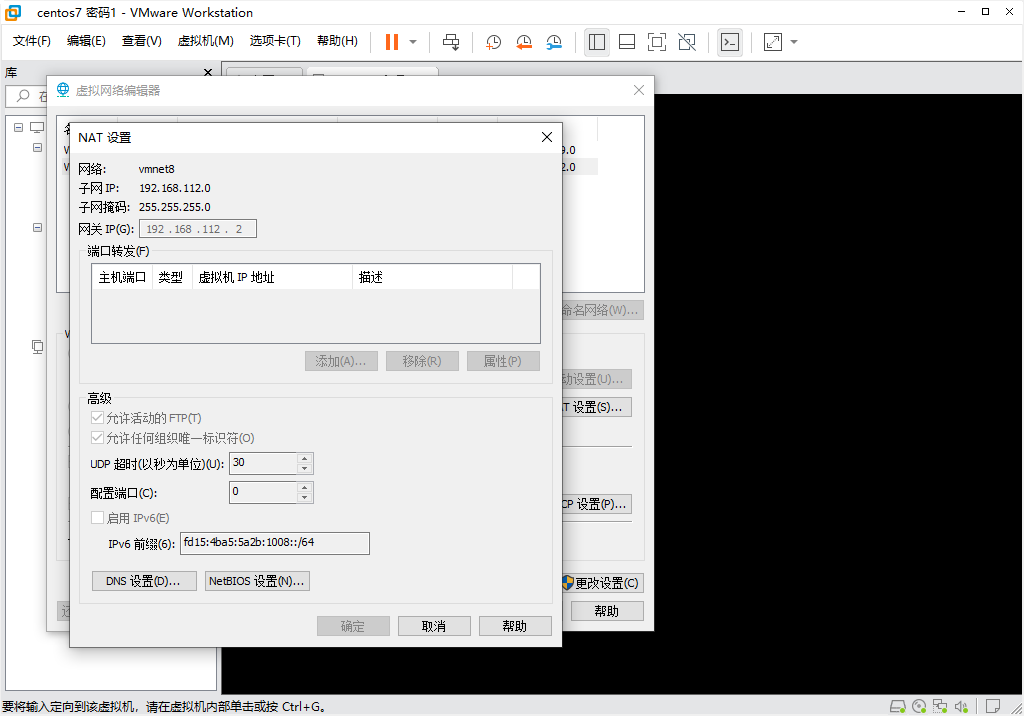 centos7 密码1 - VMware Workstation
文件(F) 编辑(E) 查看(V) 虚拟机(M) 选项卡(T) 帮助(H)
库
在
虚拟网络编辑器
9.0
2.0
NAT 设置
网络: vmnet8
子网 IP: 192.168.112.0
子网掩码: 255.255.255.0
网关 IP(G): 192 . 168 . 112 . 2
端口转发(F)
主机端口 类型 虚拟机 IP 地址 描述
添加(A)... 移除(R) 属性(P)
高级
允许活动的 FTP(T)
允许任何组织唯一标识符(O)
UDP 超时(以秒为单位)(U): 30
配置端口(C): 0
启用 IPv6(E)
IPv6 前缀(6): fd15:4ba5:5a2b:1008::/64
DNS 设置(D)... NetBIOS 设置(N)...
确定 取消 帮助
命名网络(W)...
动设置(U)...
T 设置(S)...
CP 设置(P)...
更改设置(C)
帮助
要将输入定向到该虚拟机，请在虚拟机内部单击或按 Ctrl+G。